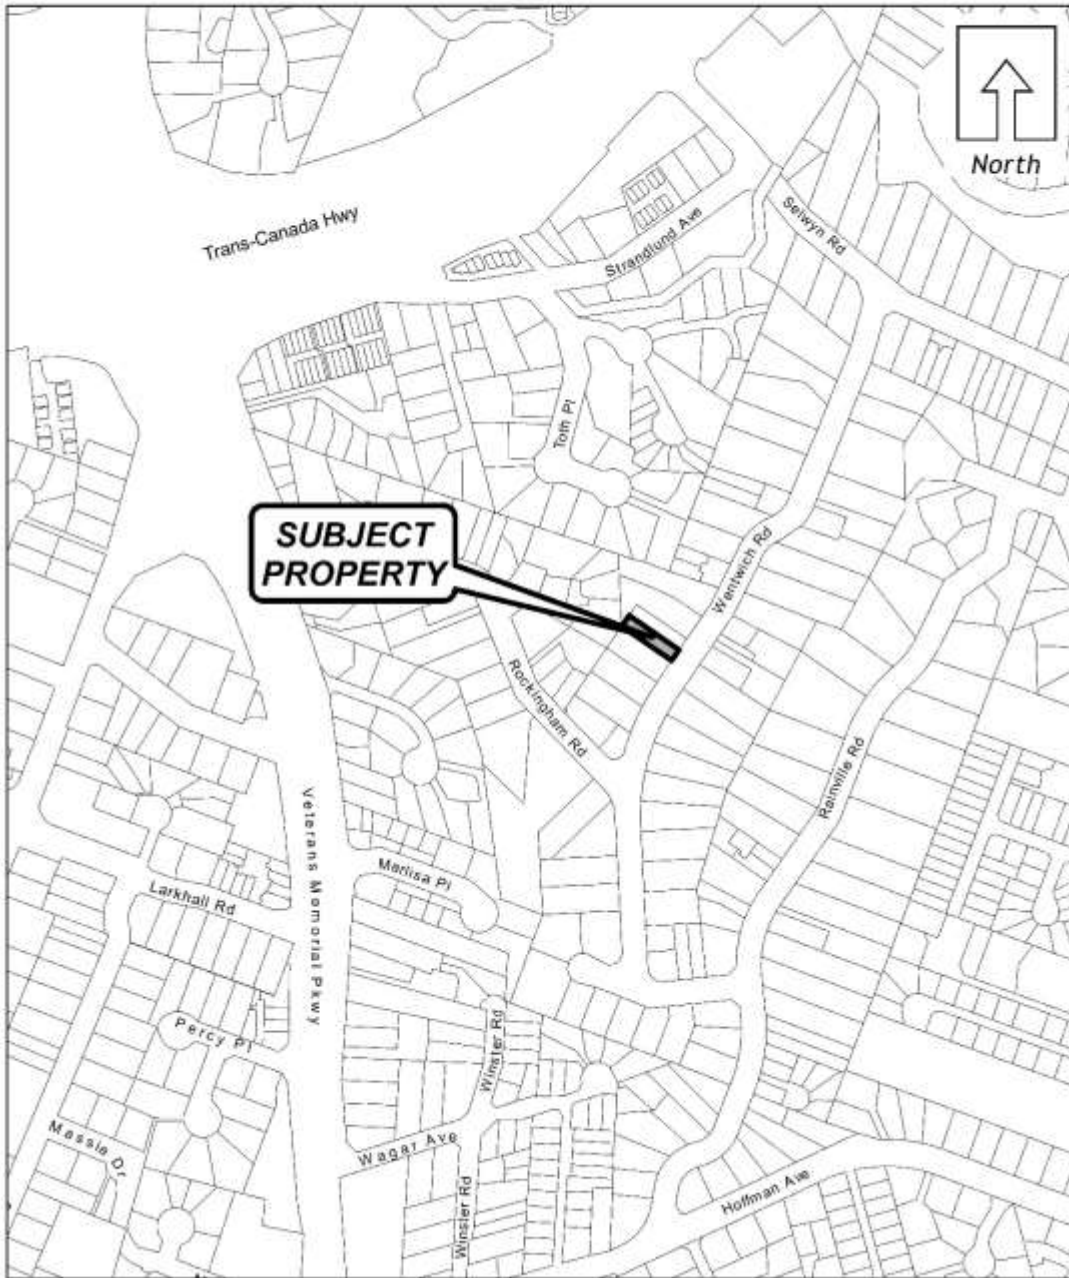 North
Selwyn Rd
Trans-Canada Hwy
Strandlund Ave
Toth Pl
SUBJECT
PROPERTY
Wentwich Rd
Rockingham Rd
Rainville Rd
Veterans Memorial Pkwy
Marlisa Pl
Larkhall Rd
Percy Pl
Winster Rd
Massie Dr
Wagar Ave
Winster Rd
Hoffman Ave